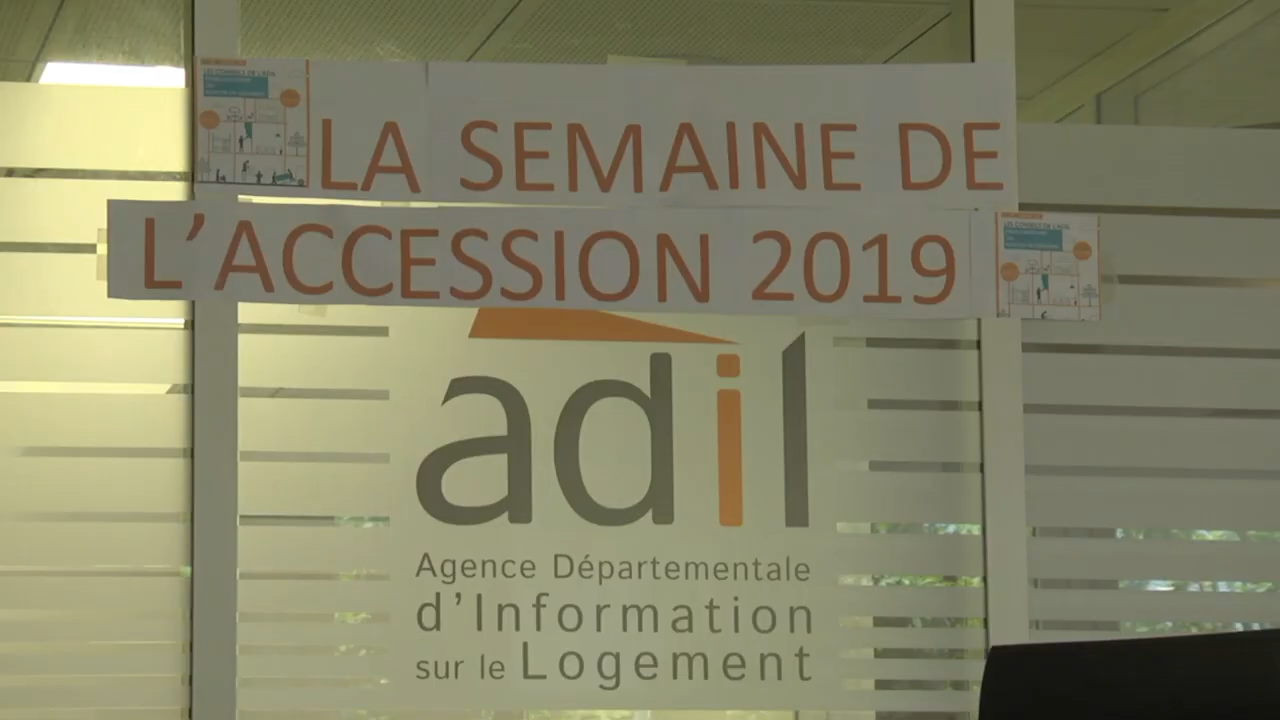 LA SEMAINE DE
L'ACCESSION 2019
adil
Agence Départementale
d'Information
sur le Logement